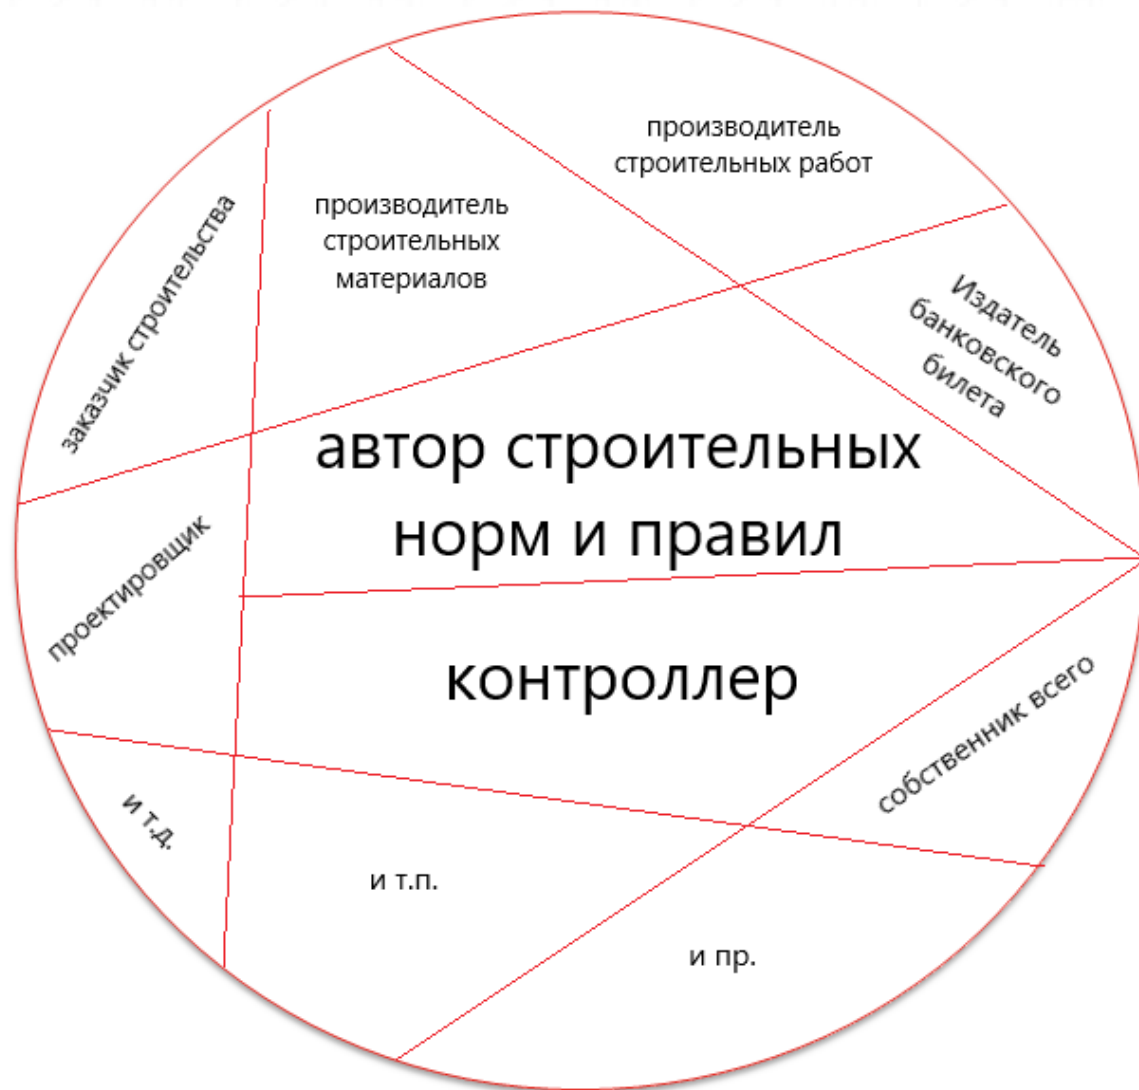 производитель
строительных работ
производитель
строительных
материалов
заказчик строительства
Издатель
банковского
билета
автор строительных
норм и правил
проектировщик
контроллер
собственник всего
и т.д.
и т.п.
и пр.